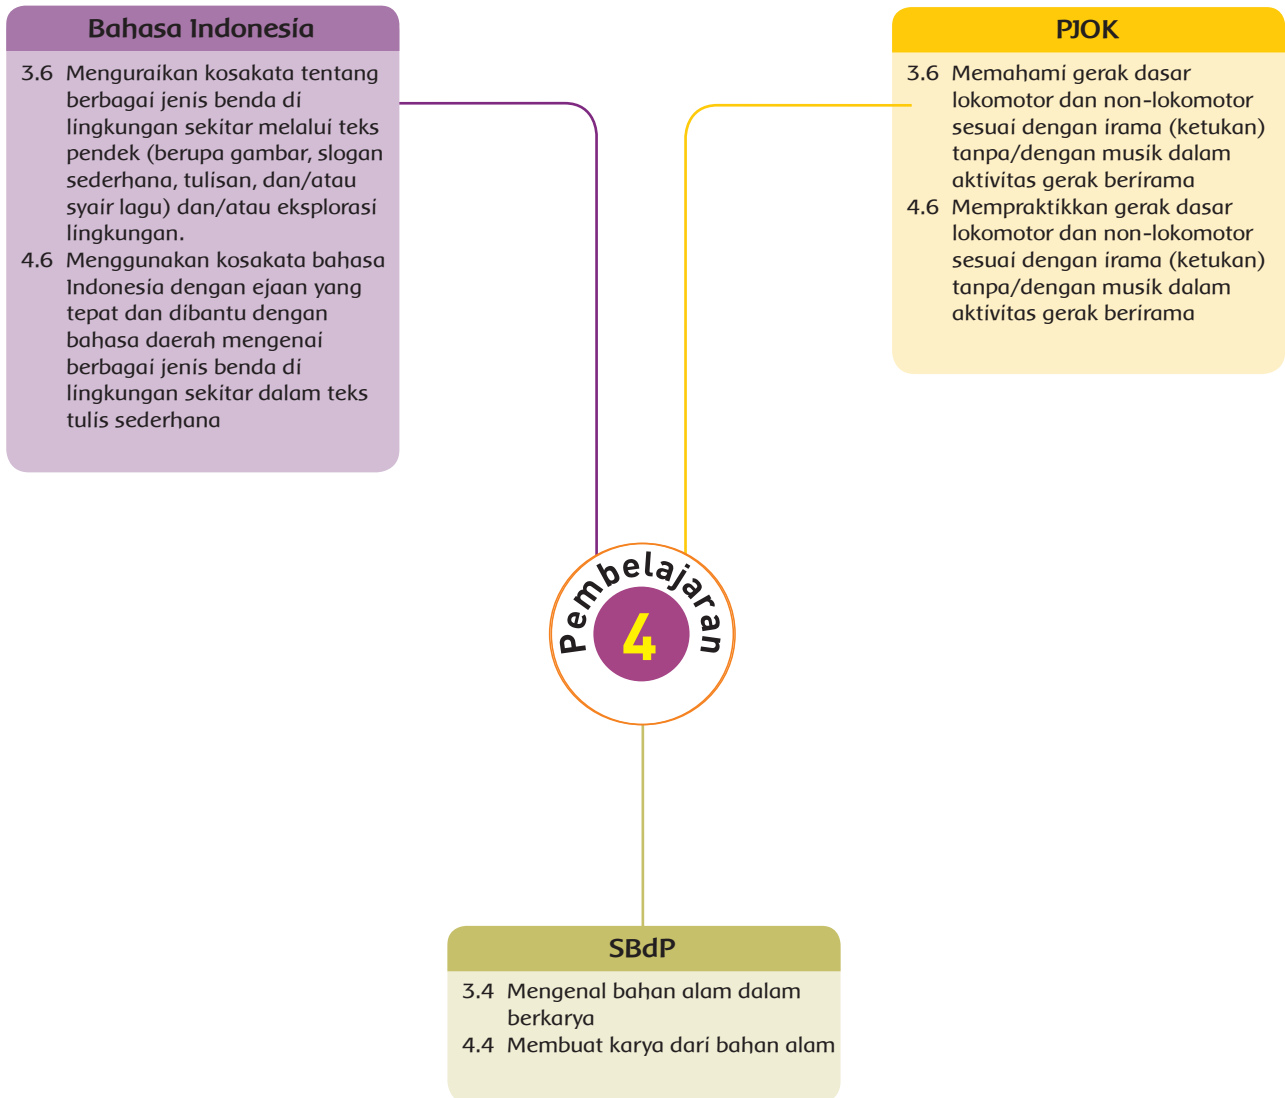 Bahasa Indonesia
3.6 Menguraikan kosakata tentang
berbagai jenis benda di
lingkungan sekitar melalui teks
pendek (berupa gambar, slogan
sederhana, tulisan, dan/atau
syair lagu) dan/atau eksplorasi
lingkungan.
4.6 Menggunakan kosakata bahasa
Indonesia dengan ejaan yang
tepat dan dibantu dengan
bahasa daerah mengenai
berbagai jenis benda di
lingkungan sekitar dalam teks
tulis sederhana
PJOK
3.6 Memahami gerak dasar
lokomotor dan non-lokomotor
sesuai dengan irama (ketukan)
tanpa/dengan musik dalam
aktivitas gerak berirama
4.6 Mempraktikkan gerak dasar
lokomotor dan non-lokomotor
sesuai dengan irama (ketukan)
tanpa/dengan musik dalam
aktivitas gerak berirama
Pembelajaran
4
SBdP
3.4 Mengenal bahan alam dalam
berkarya
4.4 Membuat karya dari bahan alam